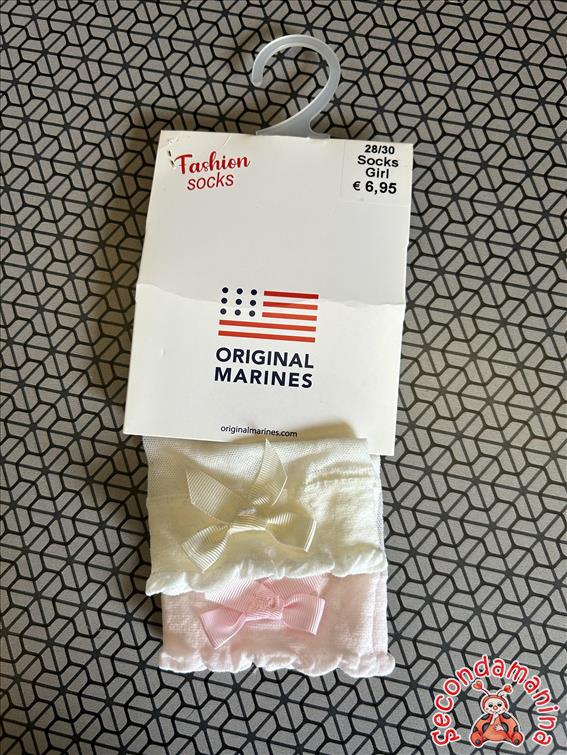 Fashion
SOCKS
28/30
Socks
Girl
€ 6,95
ORIGINAL
MARINES
originalmarines.com
Secondamanina